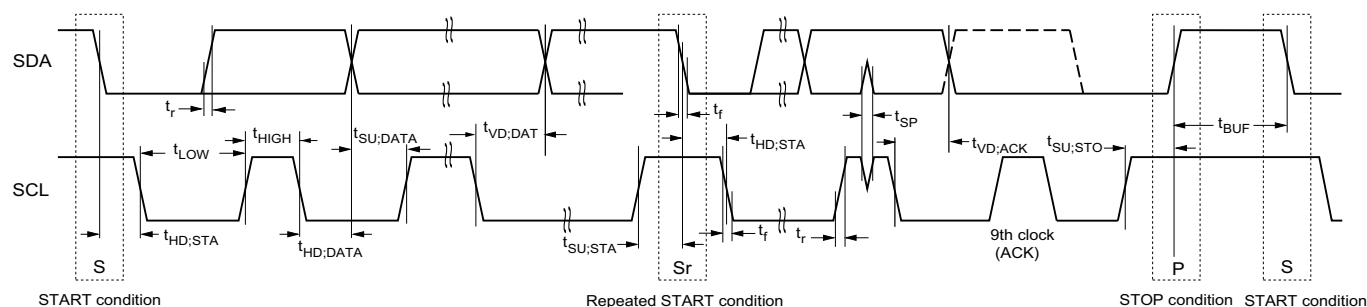 SDA
t_r
t_f
t_SP
t_BUF
t_LOW
t_HIGH
t_SU;DATA
t_VD;DAT
t_HD;STA
t_VD;ACK
t_SU;STO
SCL
t_HD;STA
t_HD;DATA
t_SU;STA
t_f
t_r
9th clock
(ACK)
S
Sr
P
S
START condition
Repeated START condition
STOP condition
START condition